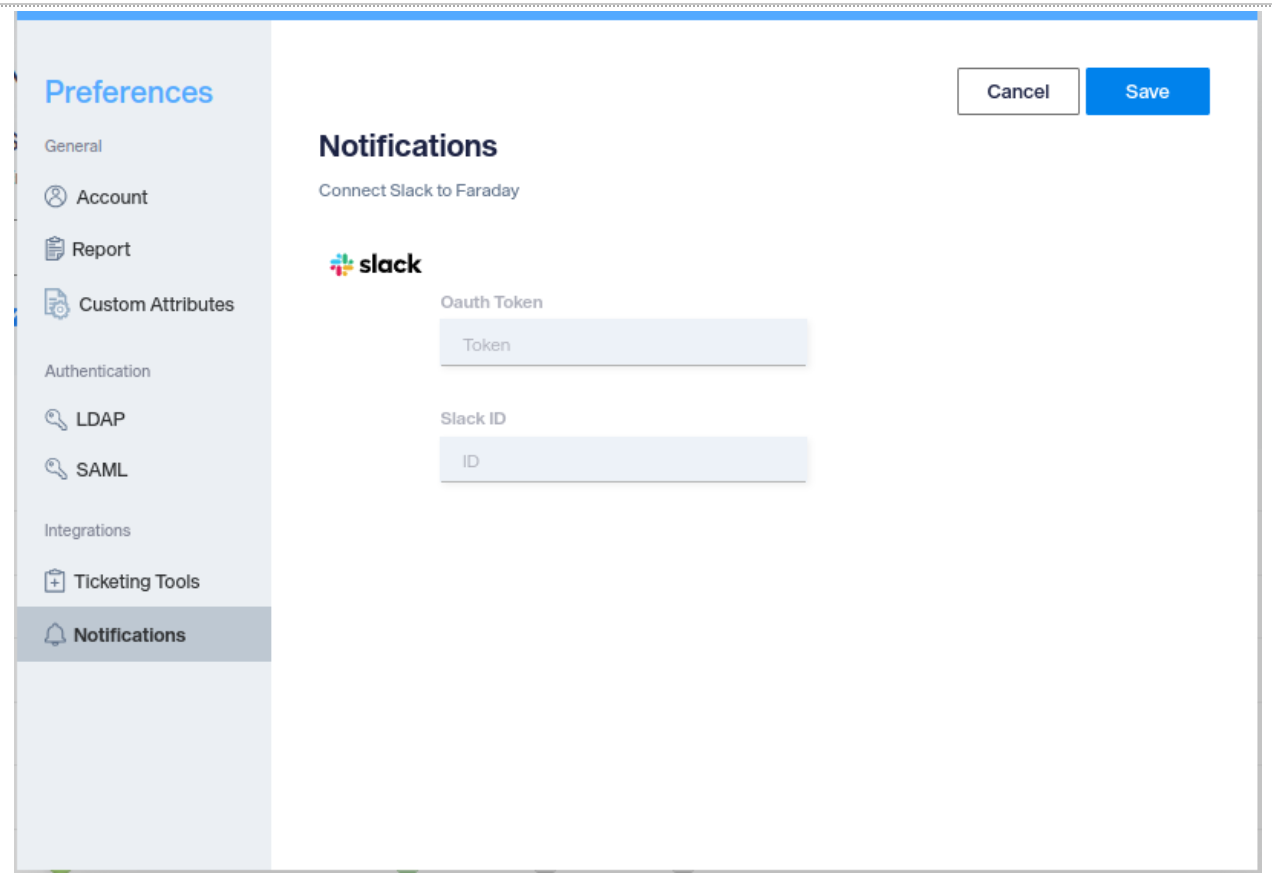 Preferences
Cancel
Save
General
Notifications
Connect Slack to Faraday
Account
Report
slack
Custom Attributes
Oauth Token
Token
Authentication
LDAP
Slack ID
ID
SAML
Integrations
Ticketing Tools
Notifications